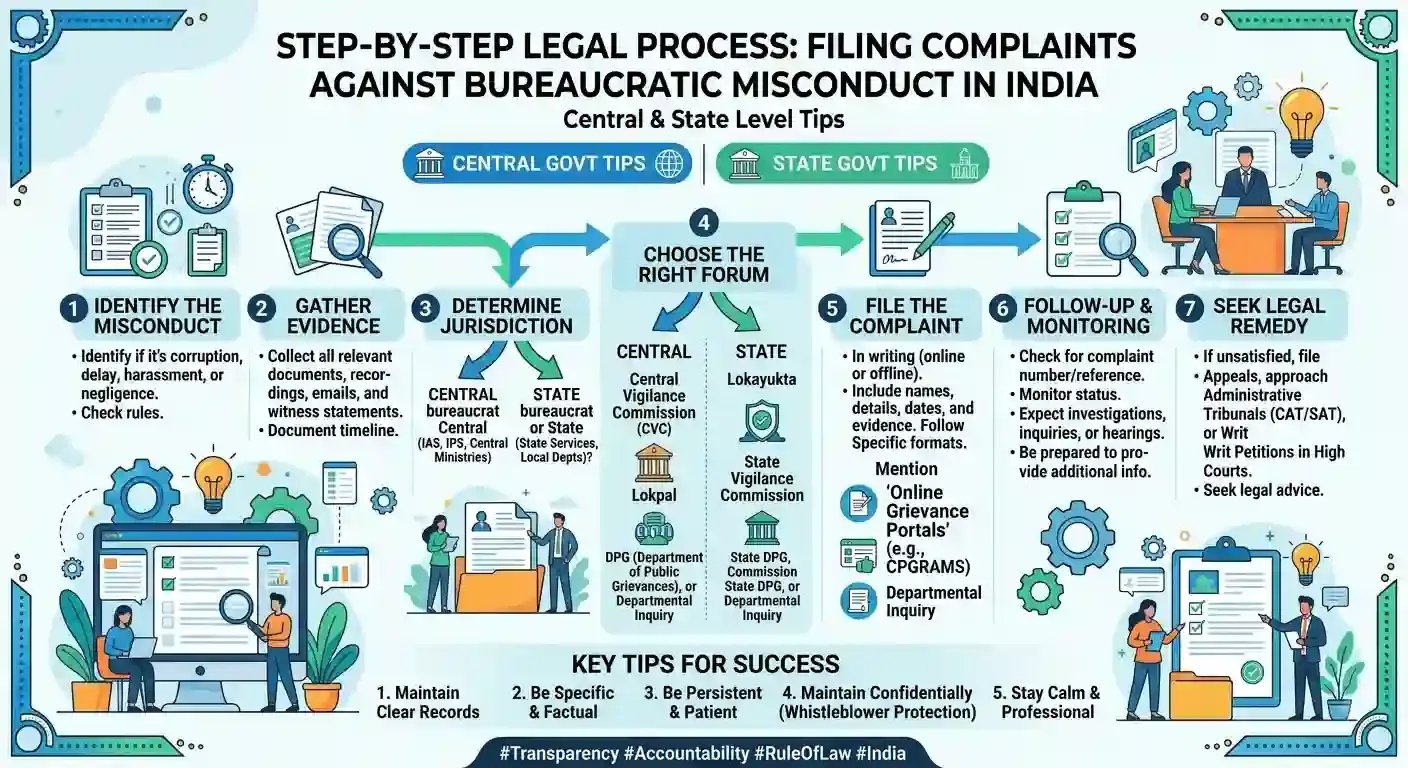 STEP-BY-STEP LEGAL PROCESS: FILING COMPLAINTS
AGAINST BUREAUCRATIC MISCONDUCT IN INDIA
Central & State Level Tips
CENTRAL GOVT TIPS
STATE GOVT TIPS
1 IDENTIFY THE
MISCONDUCT
• Identify if it's corruption,
delay, harassment, or
negligence.
• Check rules.
2 GATHER
EVIDENCE
• Collect all relevant
documents, recor-
dings, emails, and
witness statements.
• Document timeline.
3 DETERMINE
JURISDICTION
CENTRAL
bureaucrat
Central
(IAS, IPS, Central
Ministries)
STATE
bureaucrat
or State
(State Services,
Local Depts)?
4
CHOOSE THE
RIGHT FORUM
CENTRAL
Central
Vigilance
Commission
(CVC)
Lokpal
DPG (Department
of Public
Grievances), or
Departmental
Inquiry
STATE
Lokayukta
State
Vigilance
Commission
State DPG,
Commission
State DPG, or
Departmental
Inquiry
5 FILE THE
COMPLAINT
• In writing (online
or offline).
• Include names,
details, dates, and
evidence. Follow
Specific formats.
Mention
'Online
Grievance
Portals'
(e.g.,
CPGRAMS)
Departmental
Inquiry
6 FOLLOW-UP &
MONITORING
• Check for complaint
number/reference.
• Monitor status.
• Expect investigations,
inquiries, or hearings.
• Be prepared to pro-
vide additional info.
7 SEEK LEGAL
REMEDY
• If unsatisfied, file
• Appeals, approach
Administrative
Tribunals (CAT/SAT),
or Writ
Writ Petitions in High
Courts.
• Seek legal advice.
KEY TIPS FOR SUCCESS
1. Maintain
Clear Records
2. Be Specific
& Factual
3. Be Persistent
& Patient
4. Maintain Confidentially
(Whistleblower Protection)
5. Stay Calm &
Professional
#Transparency #Accountability #RuleOfLaw #India